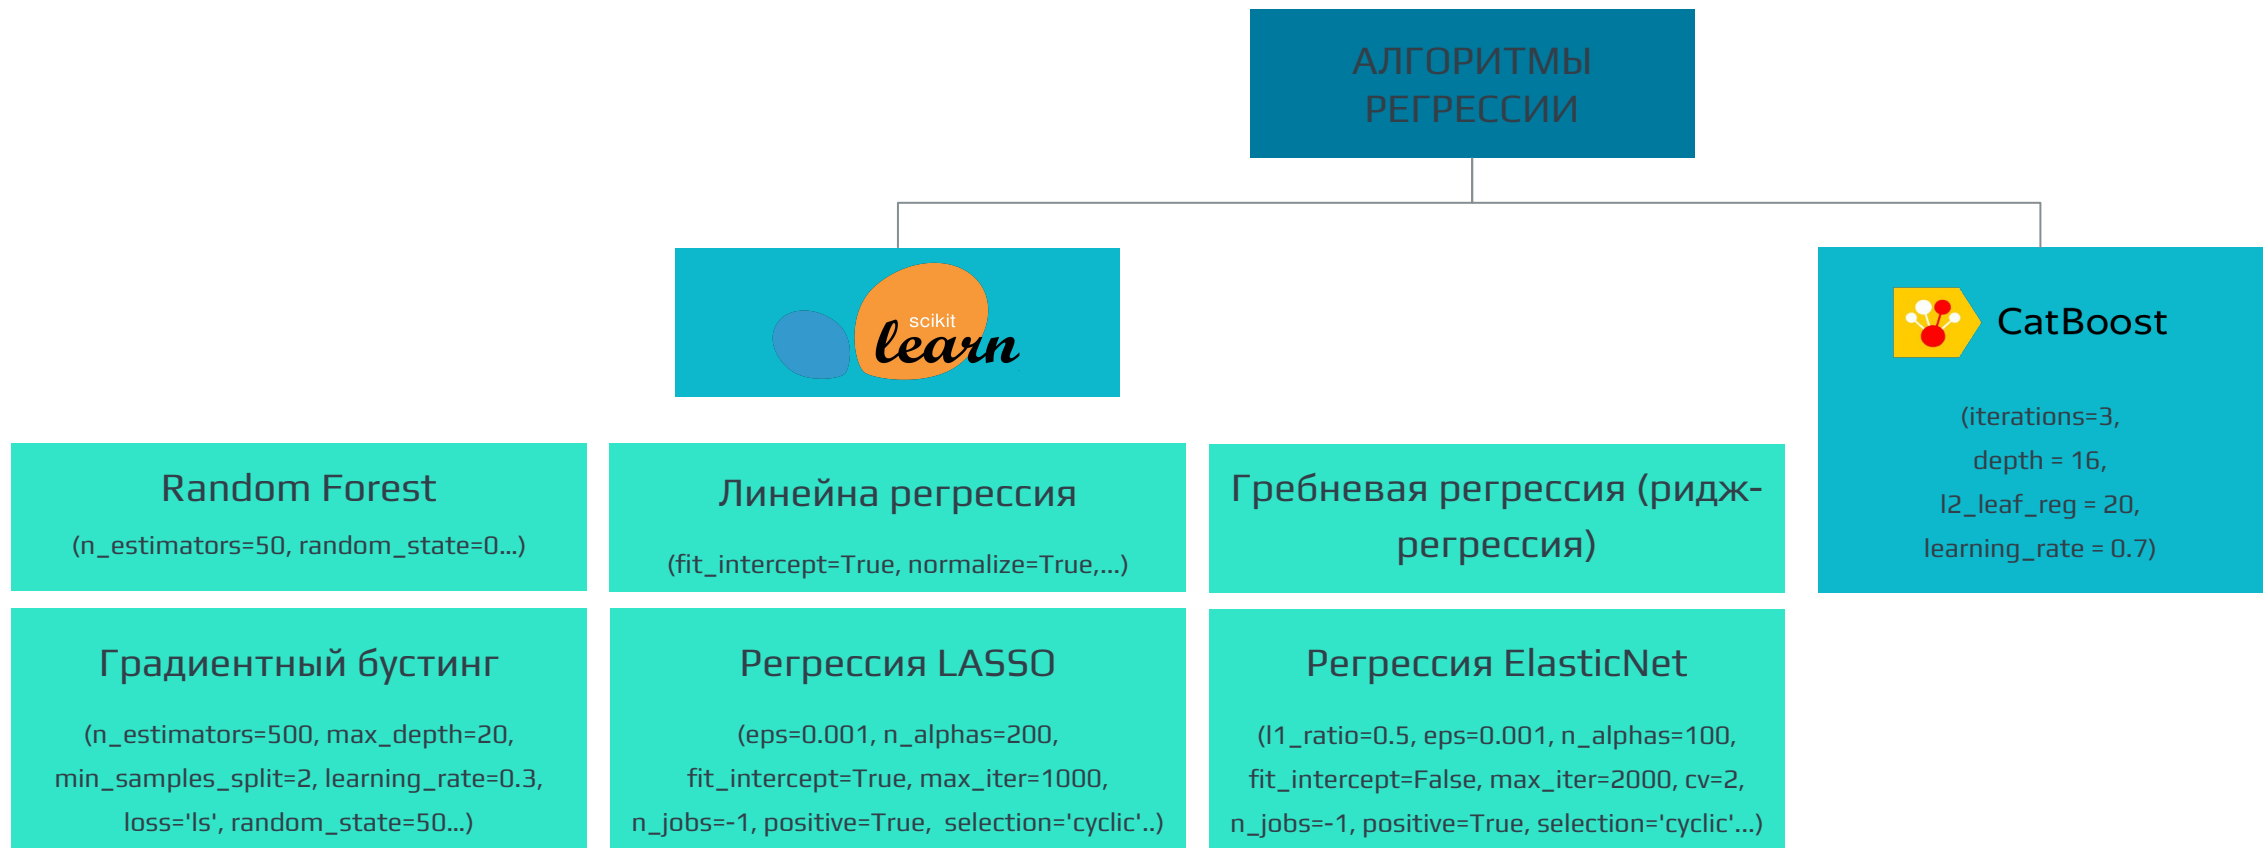 АЛГОРИТМЫ
РЕГРЕССИИ
scikit
learn
CatBoost
(iterations=3,
depth = 16,
l2_leaf_reg = 20,
learning_rate = 0.7)
Random Forest
(n_estimators=50, random_state=0...)
Линейна регрессия
(fit_intercept=True, normalize=True,...)
Гребневая регрессия (ридж-
регрессия)
Градиентный бустинг
(n_estimators=500, max_depth=20,
min_samples_split=2, learning_rate=0.3,
loss='ls', random_state=50...)
Регрессия LASSO
(eps=0.001, n_alphas=200,
fit_intercept=True, max_iter=1000,
n_jobs=-1, positive=True,  selection='cyclic'..)
Регрессия ElasticNet
(l1_ratio=0.5, eps=0.001, n_alphas=100,
fit_intercept=False, max_iter=2000, cv=2,
n_jobs=-1, positive=True, selection='cyclic'...)